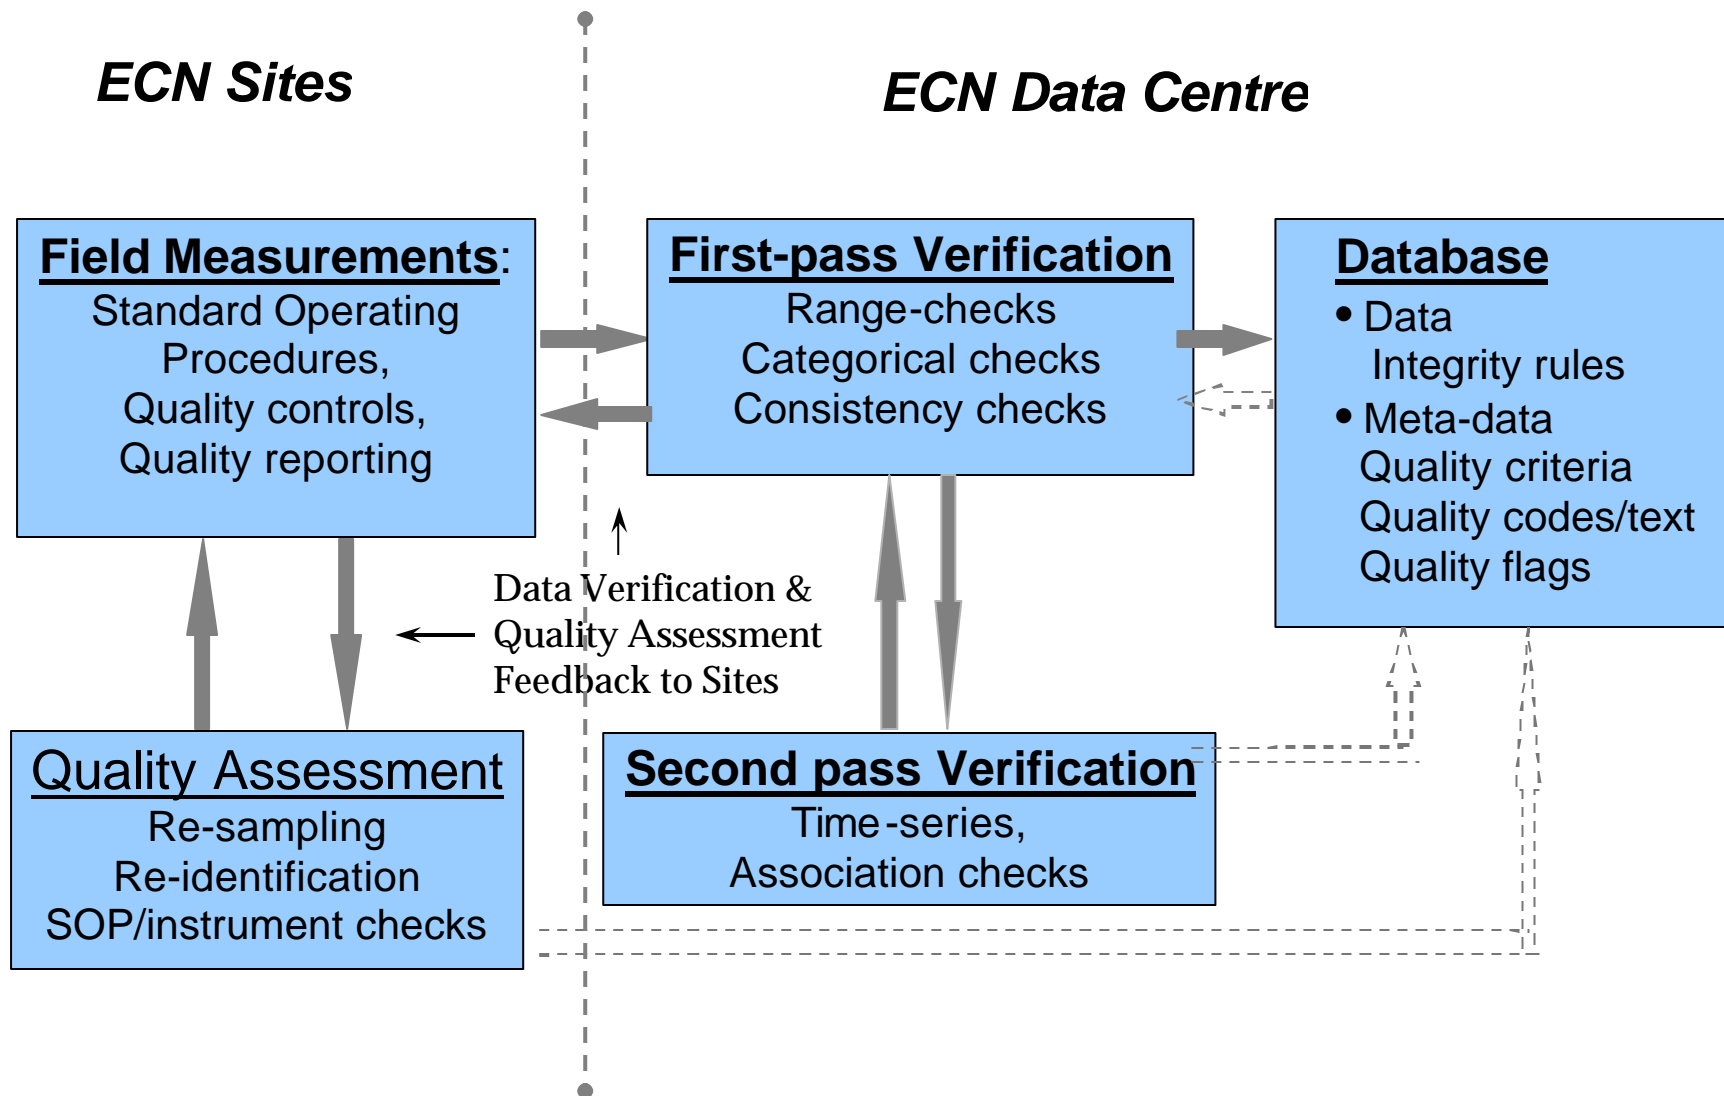 ECN Sites
ECN Data Centre
Field Measurements:
Standard Operating
Procedures,
Quality controls,
Quality reporting
First-pass Verification
Range-checks
Categorical checks
Consistency checks
Database
• Data
Integrity rules
• Meta-data
Quality criteria
Quality codes/text
Quality flags
Data Verification &
Quality Assessment
Feedback to Sites
Quality Assessment
Re-sampling
Re-identification
SOP/instrument checks
Second pass Verification
Time-series,
Association checks